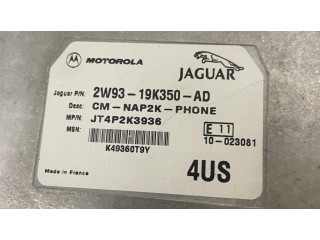 MOTOROLA
JAGUAR
Jaguar P/N: 2W93-19K350-AD
Desc: CM-NAP2K-PHONE
MP/N: JT4P2K3936
MSN:
K49360T9Y
E 11
10-023081
4US
Made in France